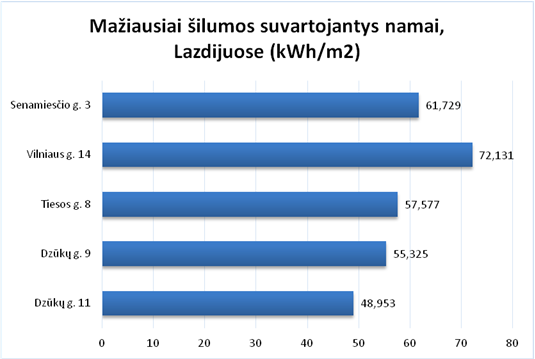 Mažiausiai šilumos suvartojantys namai,
Lazdijuose (kWh/m2)
Senamiesčio g. 3
61,729
Vilniaus g. 14
72,131
Tiesos g. 8
57,577
Dzūkų g. 9
55,325
Dzūkų g. 11
48,953
0 10 20 30 40 50 60 70 80